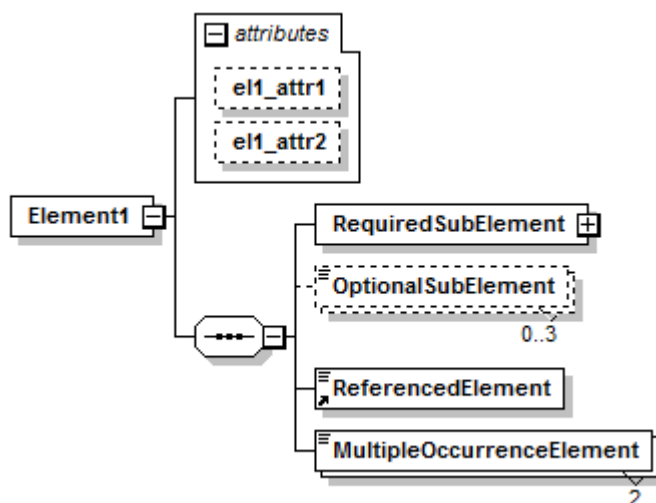 attributes
el1_attr1
el1_attr2
Element1
RequiredSubElement
OptionalSubElement
0..3
ReferencedElement
MultipleOccurrenceElement
2